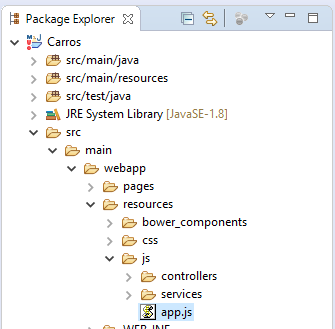 Package Explorer
Carros
src/main/java
src/main/resources
src/test/java
JRE System Library [JavaSE-1.8]
src
main
webapp
pages
resources
bower_components
css
js
controllers
services
app.js
WEB-INF